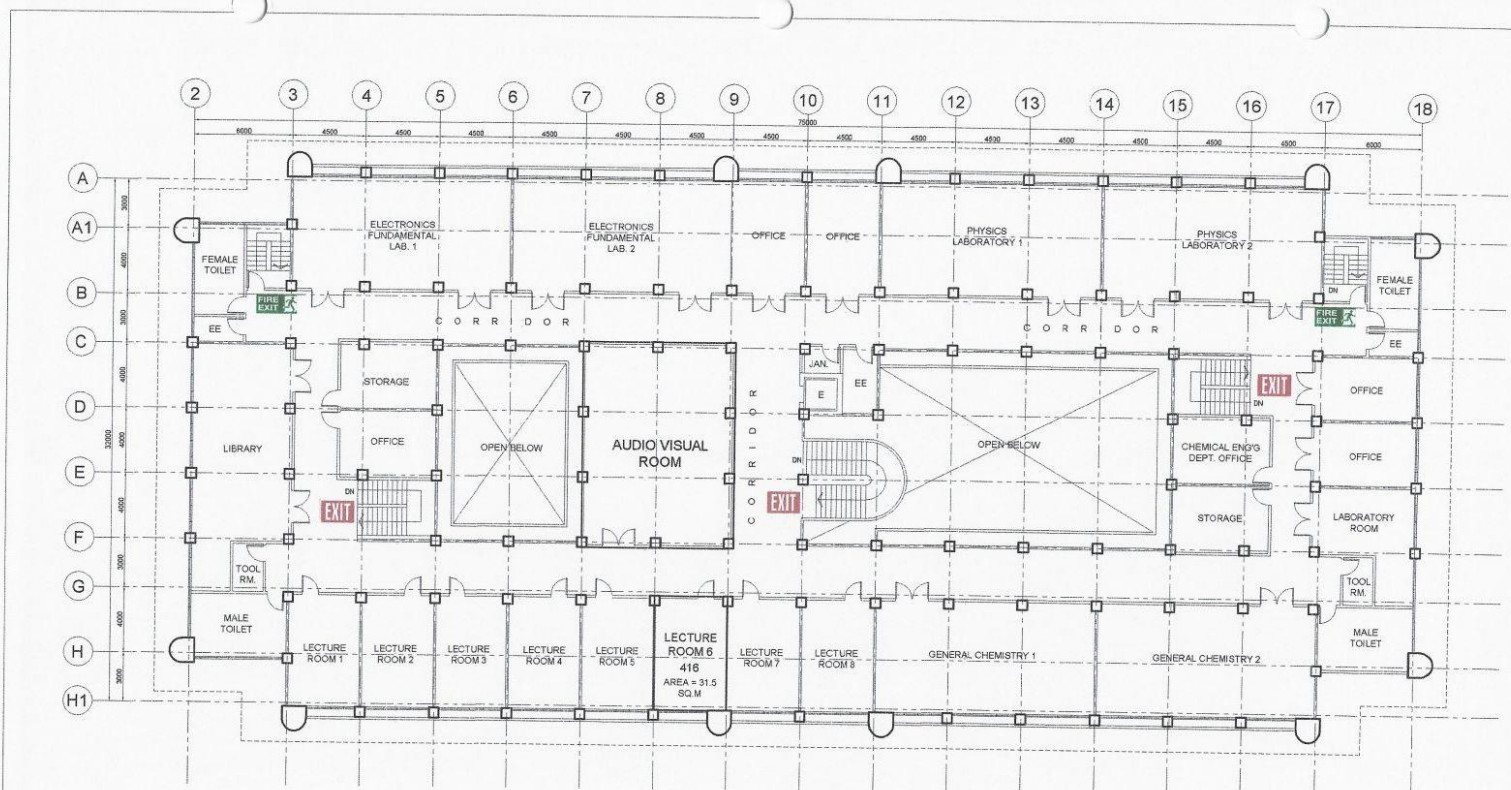 2
3
4
5
6
7
8
9
10
11
12
13
14
15
16
17
18
75000
6000
4500
4500
4500
4500
4500
4500
4500
4500
4500
4500
4500
4500
4500
4500
6000
A
A1
B
C
D
E
F
G
H
H1
3000
4000
3000
4000
4000
4000
3000
4000
3000
32000
ELECTRONICS
FUNDAMENTAL
LAB. 1
ELECTRONICS
FUNDAMENTAL
LAB. 2
OFFICE
OFFICE
PHYSICS
LABORATORY 1
PHYSICS
LABORATORY 2
FEMALE
TOILET
FIRE
EXIT
EE
DN
FEMALE
TOILET
FIRE
EXIT
EE
CORRIDOR
CORRIDOR
STORAGE
OFFICE
LIBRARY
OPEN BELOW
AUDIO VISUAL
ROOM
CORRIDOR
JAN.
EE
E
DN
EXIT
OPEN BELOW
EXIT
DN
CHEMICAL ENG'G
DEPT. OFFICE
STORAGE
OFFICE
OFFICE
LABORATORY
ROOM
DN
EXIT
TOOL
RM.
TOOL
RM.
MALE
TOILET
LECTURE
ROOM 1
LECTURE
ROOM 2
LECTURE
ROOM 3
LECTURE
ROOM 4
LECTURE
ROOM 5
LECTURE
ROOM 6
416
AREA = 31.5
SQ.M
LECTURE
ROOM 7
LECTURE
ROOM 8
GENERAL CHEMISTRY 1
GENERAL CHEMISTRY 2
MALE
TOILET